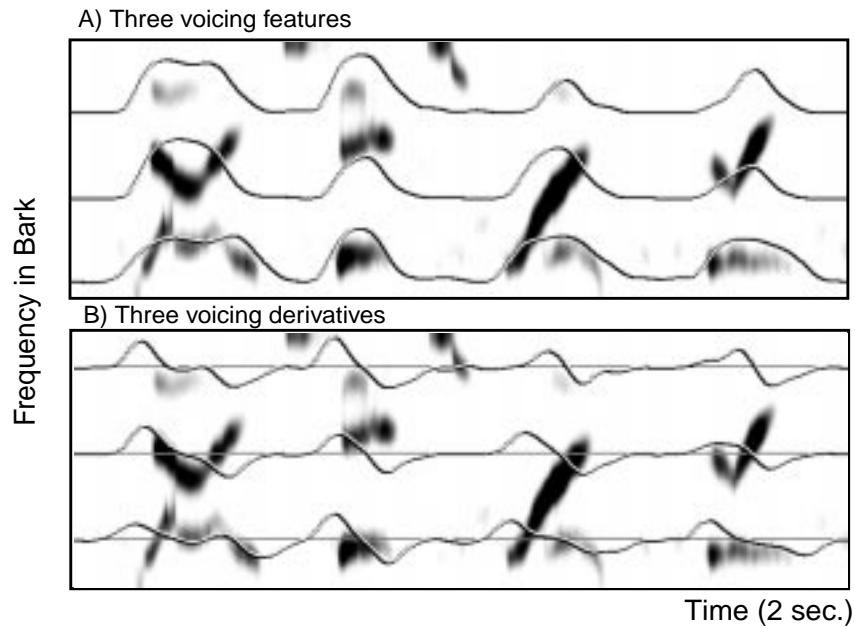 A) Three voicing features
Frequency in Bark
B) Three voicing derivatives
Time (2 sec.)